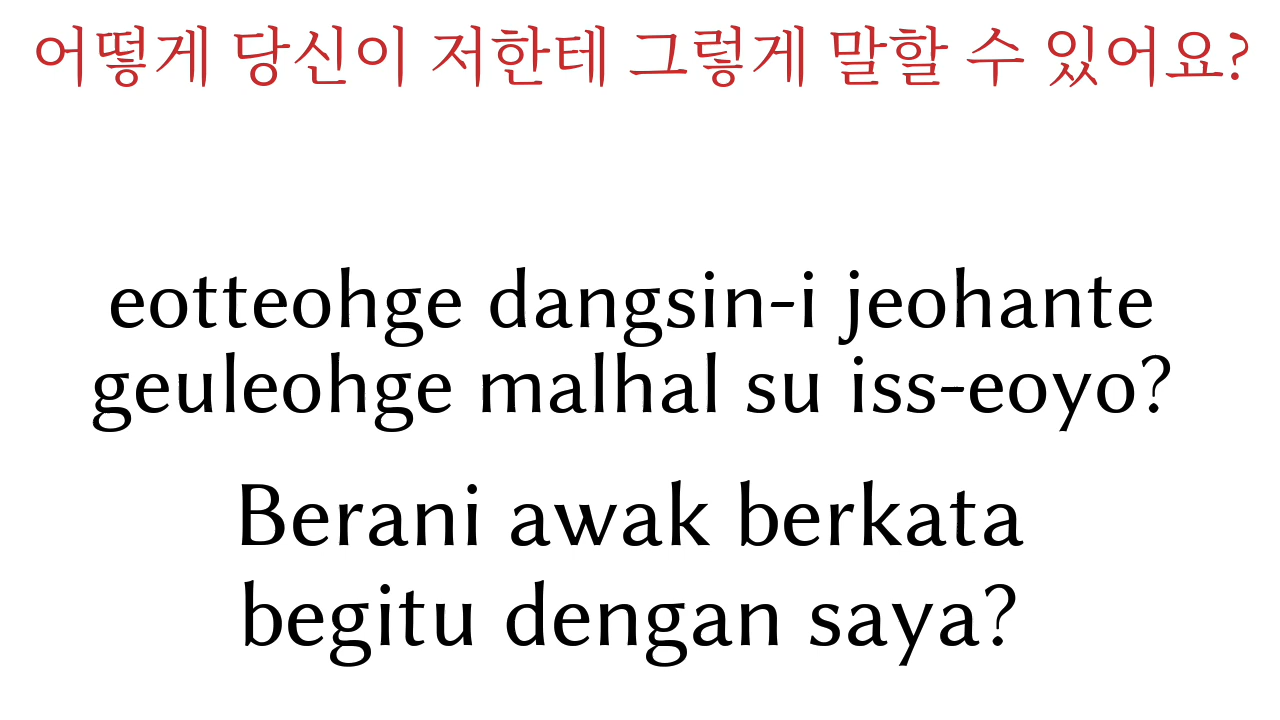 어떻게 당신이 저한테 그렇게 말할 수 있어요?
eotteohge dangsin-i jeohante
geuleohge malhal su iss-eoyo?
Berani awak berkata
begitu dengan saya?